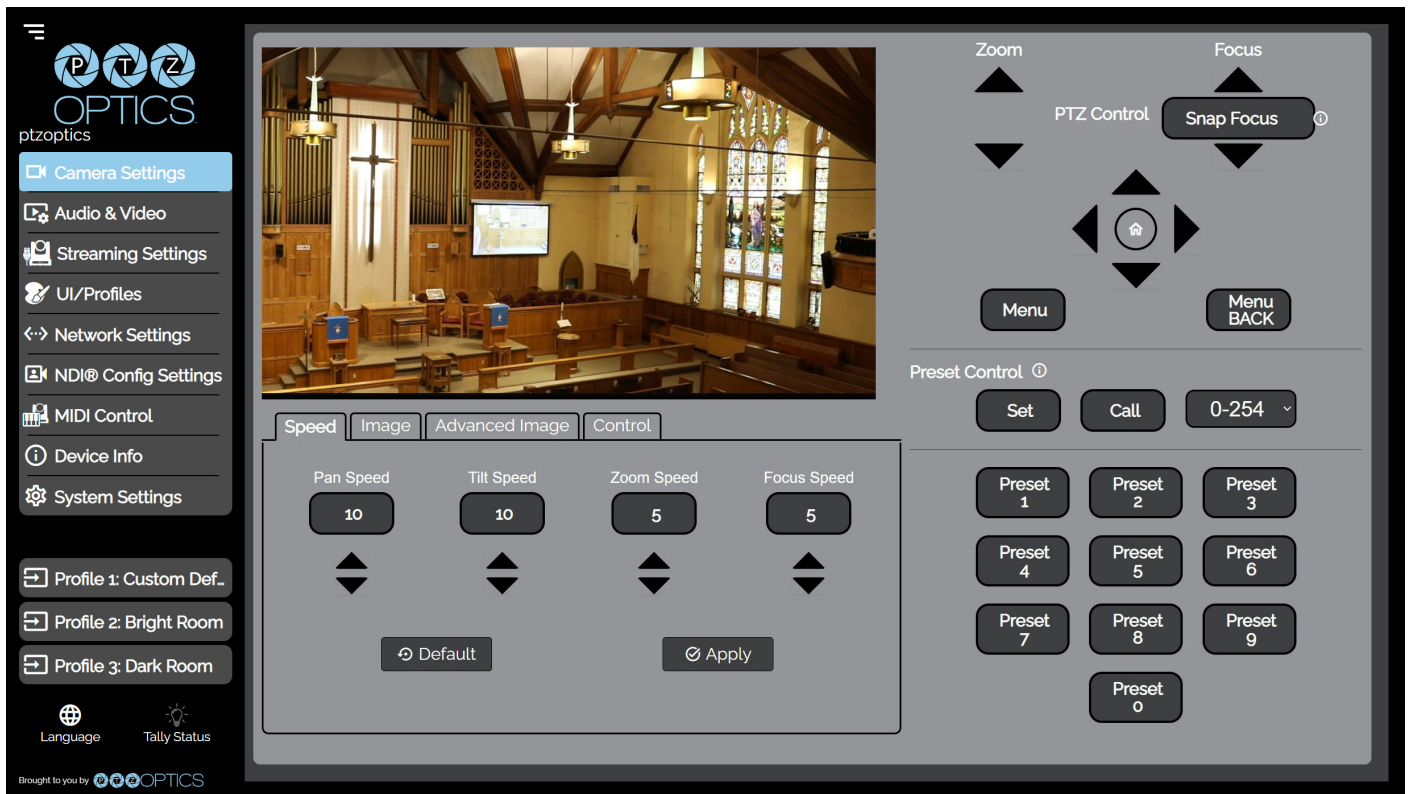 PTZ
OPTICS
ptzoptics
Camera Settings
Audio & Video
Streaming Settings
UI/Profiles
Network Settings
NDI® Config Settings
MIDI Control
Device Info
System Settings
Profile 1: Custom Def...
Profile 2: Bright Room
Profile 3: Dark Room
Language
Tally Status
Brought to you by PTZOPTICS
Speed
Image
Advanced Image
Control
Pan Speed
Tilt Speed
Zoom Speed
Focus Speed
10
10
5
5
Default
Apply
Zoom
Focus
PTZ Control
Snap Focus
Menu
Menu
BACK
Preset Control
Set
Call
0-254
Preset
1
Preset
2
Preset
3
Preset
4
Preset
5
Preset
6
Preset
7
Preset
8
Preset
9
Preset
0